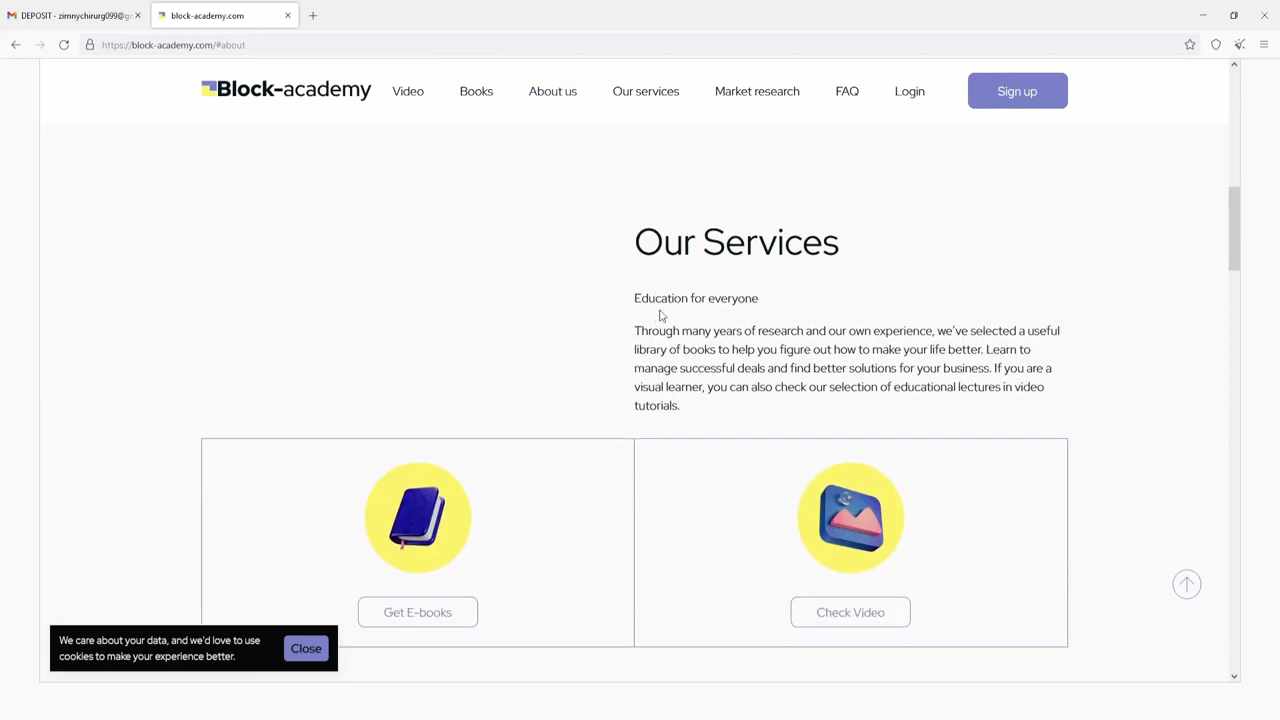 DEPOSIT - zimnychirurg099@g
block-academy.com
https://block-academy.com/#about
Block-academy
Video
Books
About us
Our services
Market research
FAQ
Login
Sign up
Our Services
Education for everyone
Through many years of research and our own experience, we've selected a useful
library of books to help you figure out how to make your life better. Learn to
manage successful deals and find better solutions for your business. If you are a
visual learner, you can also check our selection of educational lectures in video
tutorials.
Get E-books
Check Video
We care about your data, and we'd love to use
cookies to make your experience better.
Close